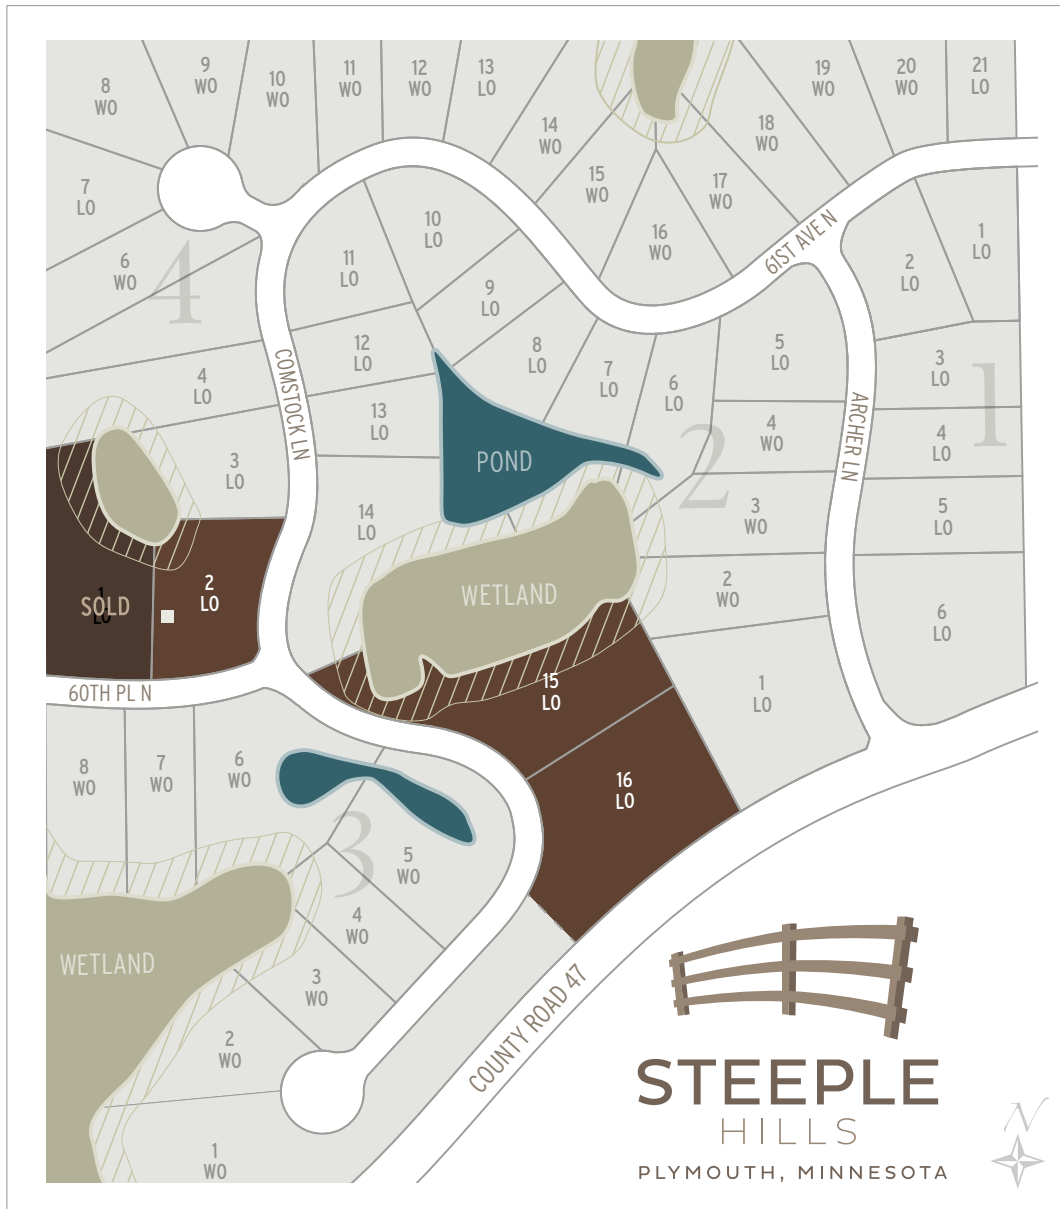 8
WO
9
WO
10
WO
11
WO
12
WO
13
LO
14
WO
15
WO
16
WO
17
WO
18
WO
19
WO
20
WO
21
LO
7
LO
6
WO
4
4
LO
3
LO
1
LO
SOLD
2
LO
60TH PL N
COMSTOCK LN
61ST AVE N
ARCHER LN
10
LO
11
LO
9
LO
12
LO
8
LO
7
LO
6
LO
13
LO
14
LO
POND
WETLAND
2
5
LO
4
WO
3
WO
2
WO
1
LO
15
LO
16
LO
1
LO
2
LO
3
LO
1
4
LO
5
LO
6
LO
8
WO
7
WO
6
WO
3
5
WO
4
WO
3
WO
2
WO
1
WO
WETLAND
COUNTY ROAD 47
STEEPLE
HILLS
PLYMOUTH, MINNESOTA
N